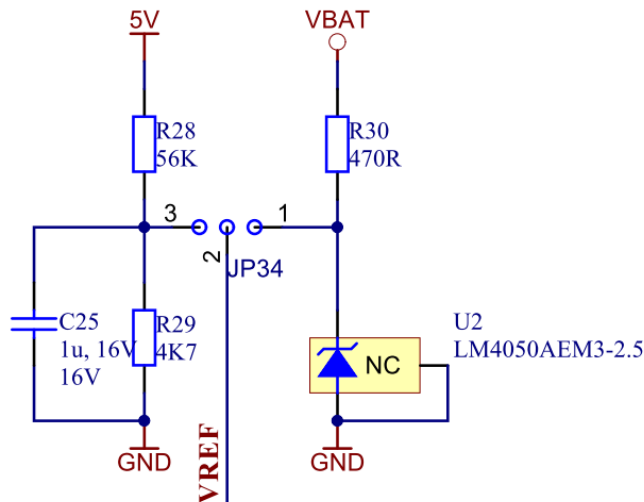 5V
VBAT
R28
56K
R30
470R
3
1
2
JP34
C25
1u, 16V
16V
R29
4K7
U2
LM4050AEM3-2.5
NC
GND
VREF
GND